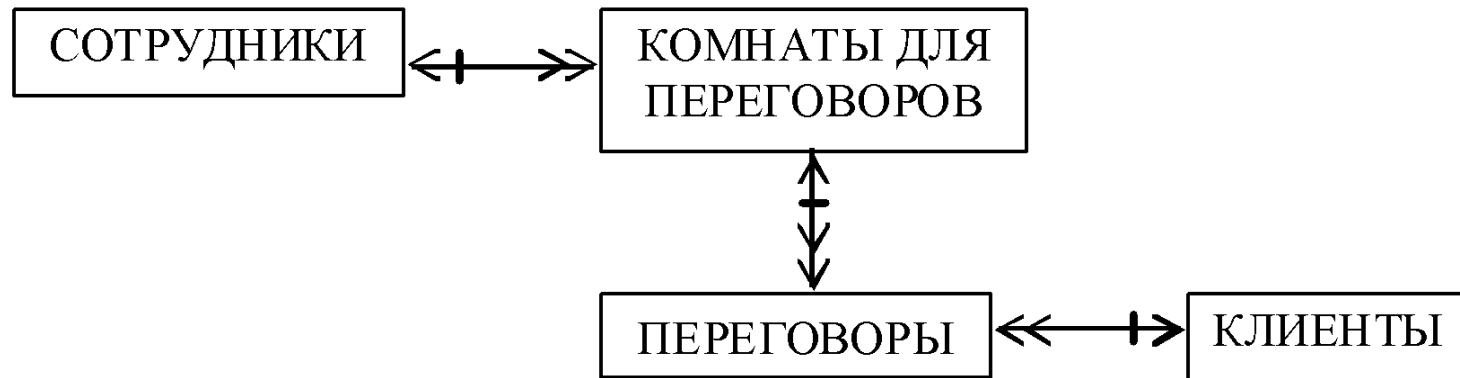 СОТРУДНИКИ
КОМНАТЫ ДЛЯ
ПЕРЕГОВОРОВ
ПЕРЕГОВОРЫ
КЛИЕНТЫ